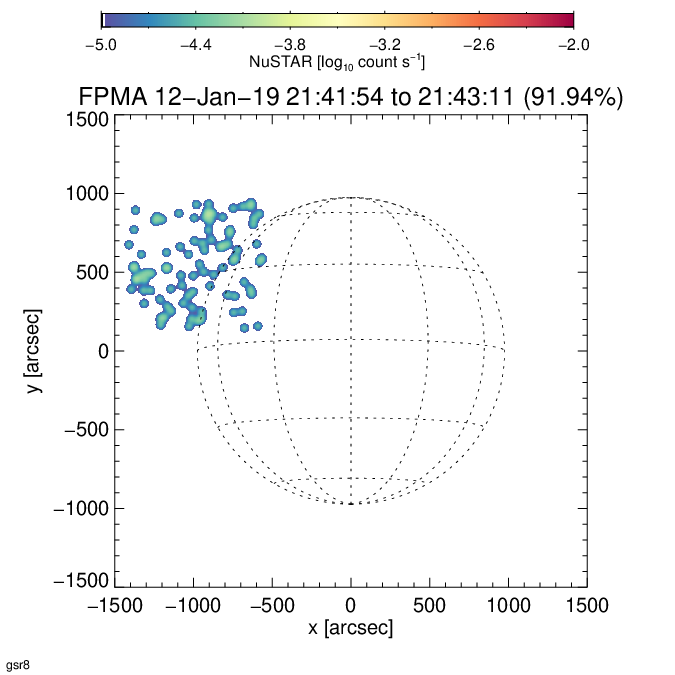 −5.0 −4.4 −3.8 −3.2 −2.6 −2.0
NuSTAR [log₁₀ count s⁻¹]
FPMA 12−Jan−19 21:41:54 to 21:43:11 (91.94%)
1500
1000
500
0
−500
−1000
−1500
y [arcsec]
−1500 −1000 −500 0 500 1000 1500
x [arcsec]
gsr8